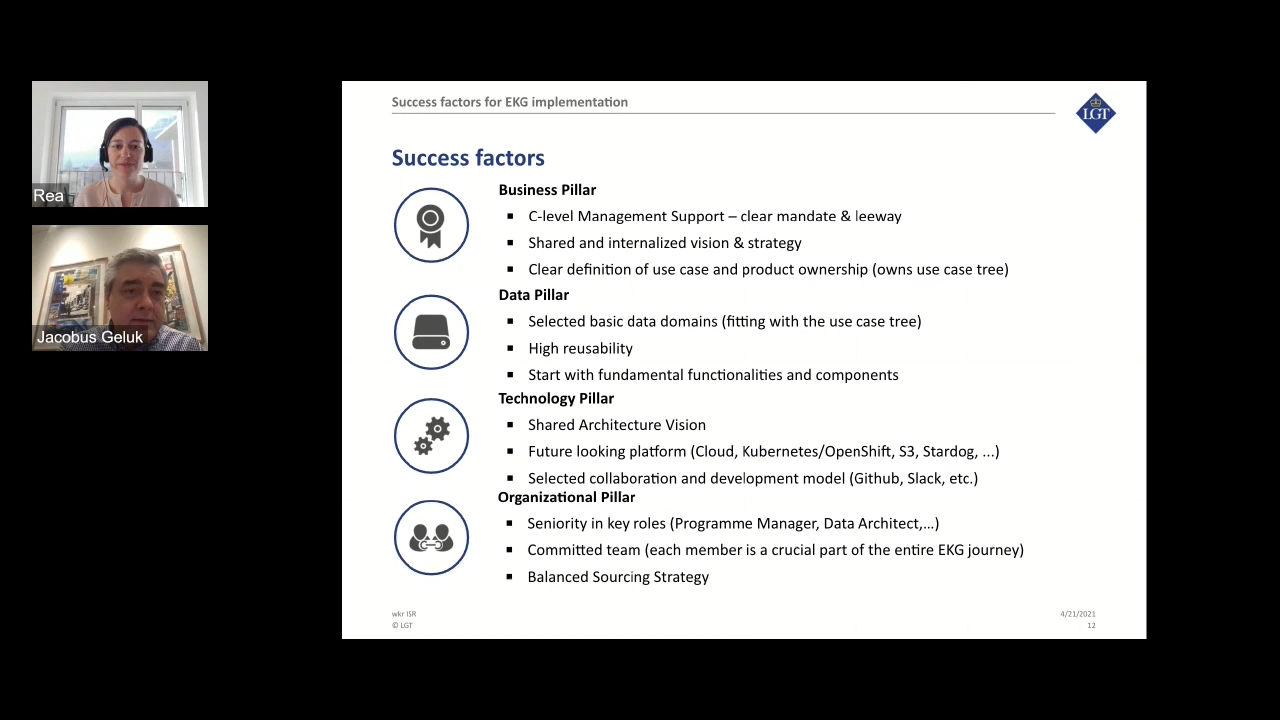 Rea
Jacobus Geluk
Success factors for EKG implementation
LGT
Success factors
Business Pillar
▪ C-level Management Support – clear mandate & leeway
▪ Shared and internalized vision & strategy
▪ Clear definition of use case and product ownership (owns use case tree)
Data Pillar
▪ Selected basic data domains (fitting with the use case tree)
▪ High reusability
▪ Start with fundamental functionalities and components
Technology Pillar
▪ Shared Architecture Vision
▪ Future looking platform (Cloud, Kubernetes/OpenShift, S3, Stardog, ...)
▪ Selected collaboration and development model (Github, Slack, etc.)
Organizational Pillar
▪ Seniority in key roles (Programme Manager, Data Architect,...)
▪ Committed team (each member is a crucial part of the entire EKG journey)
▪ Balanced Sourcing Strategy
wkr ISR
© LGT
4/21/2021
12